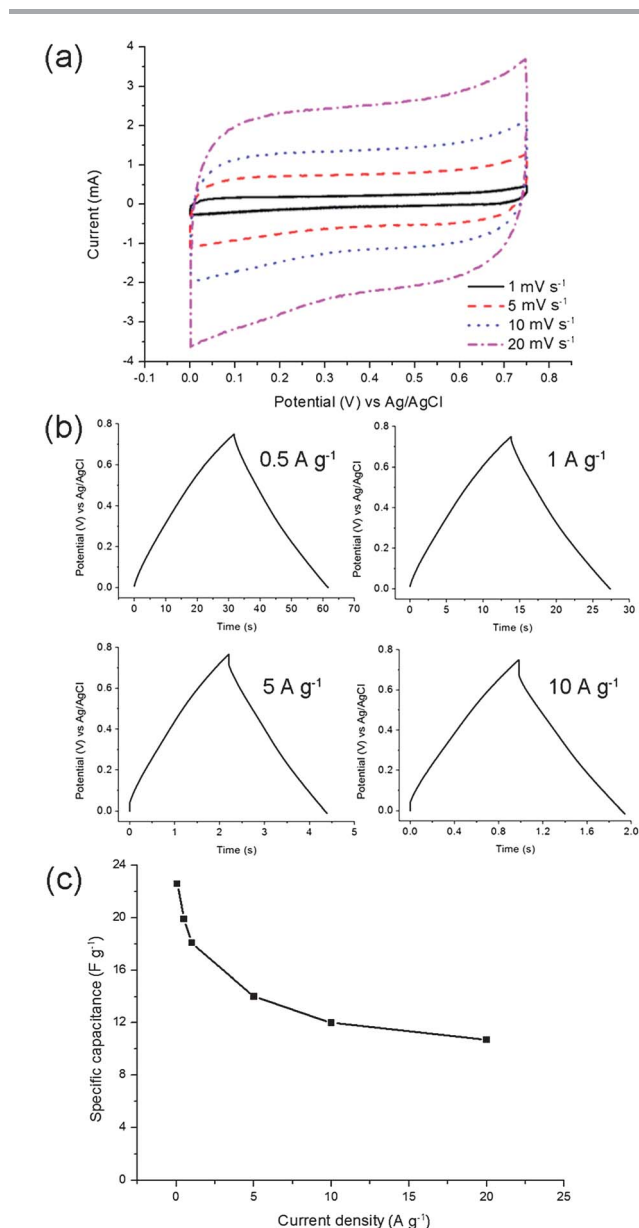 (a)
4
3
2
1
0
-1
-2
-3
-4
Current (mA)
1 mV s⁻¹
5 mV s⁻¹
10 mV s⁻¹
20 mV s⁻¹
-0.1 0.0 0.1 0.2 0.3 0.4 0.5 0.6 0.7 0.8
Potential (V) vs Ag/AgCl
(b)
0.8
0.6
0.4
0.2
0.0
Potential (V) vs Ag/AgCl
0.5 A g⁻¹
0 10 20 30 40 50 60 70
Time (s)
0.8
0.6
0.4
0.2
0.0
Potential (V) vs Ag/AgCl
1 A g⁻¹
0 5 10 15 20 25 30
Time (s)
0.8
0.6
0.4
0.2
0.0
Potential (V) vs Ag/AgCl
5 A g⁻¹
0 1 2 3 4 5
Time (s)
0.8
0.6
0.4
0.2
0.0
Potential (V) vs Ag/AgCl
10 A g⁻¹
0.0 0.4 0.8 1.2 1.6 2.0
Time (s)
(c)
24
20
16
12
8
4
0
Specific capacitance (F g⁻¹)
0 5 10 15 20 25
Current density (A g⁻¹)